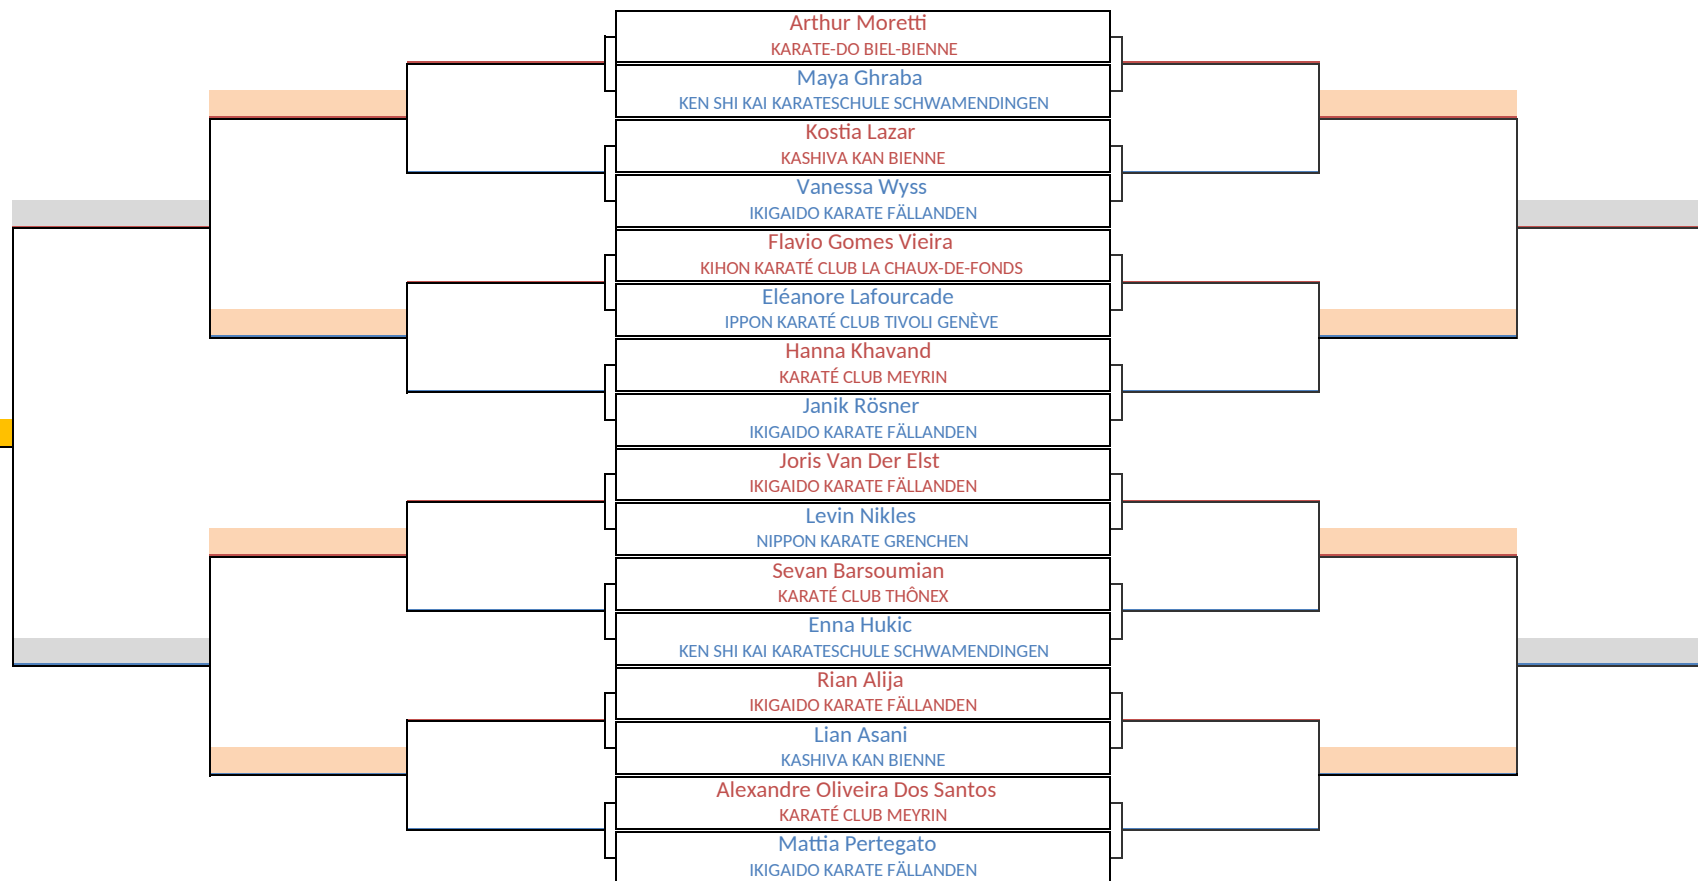 Arthur Moretti
KARATE-DO BIEL-BIENNE
Maya Ghraba
KEN SHI KAI KARATESCHULE SCHWAMENDINGEN
Kostia Lazar
KASHIVA KAN BIENNE
Vanessa Wyss
IKIGAIDO KARATE FÄLLANDEN
Flavio Gomes Vieira
KIHON KARATÉ CLUB LA CHAUX-DE-FONDS
Eléanore Lafourcade
IPPON KARATÉ CLUB TIVOLI GENÈVE
Hanna Khavand
KARATÉ CLUB MEYRIN
Janik Rösner
IKIGAIDO KARATE FÄLLANDEN
Joris Van Der Elst
IKIGAIDO KARATE FÄLLANDEN
Levin Nikles
NIPPON KARATE GRENCHEN
Sevan Barsoumian
KARATÉ CLUB THÔNEX
Enna Hukic
KEN SHI KAI KARATESCHULE SCHWAMENDINGEN
Rian Alija
IKIGAIDO KARATE FÄLLANDEN
Lian Asani
KASHIVA KAN BIENNE
Alexandre Oliveira Dos Santos
KARATÉ CLUB MEYRIN
Mattia Pertegato
IKIGAIDO KARATE FÄLLANDEN